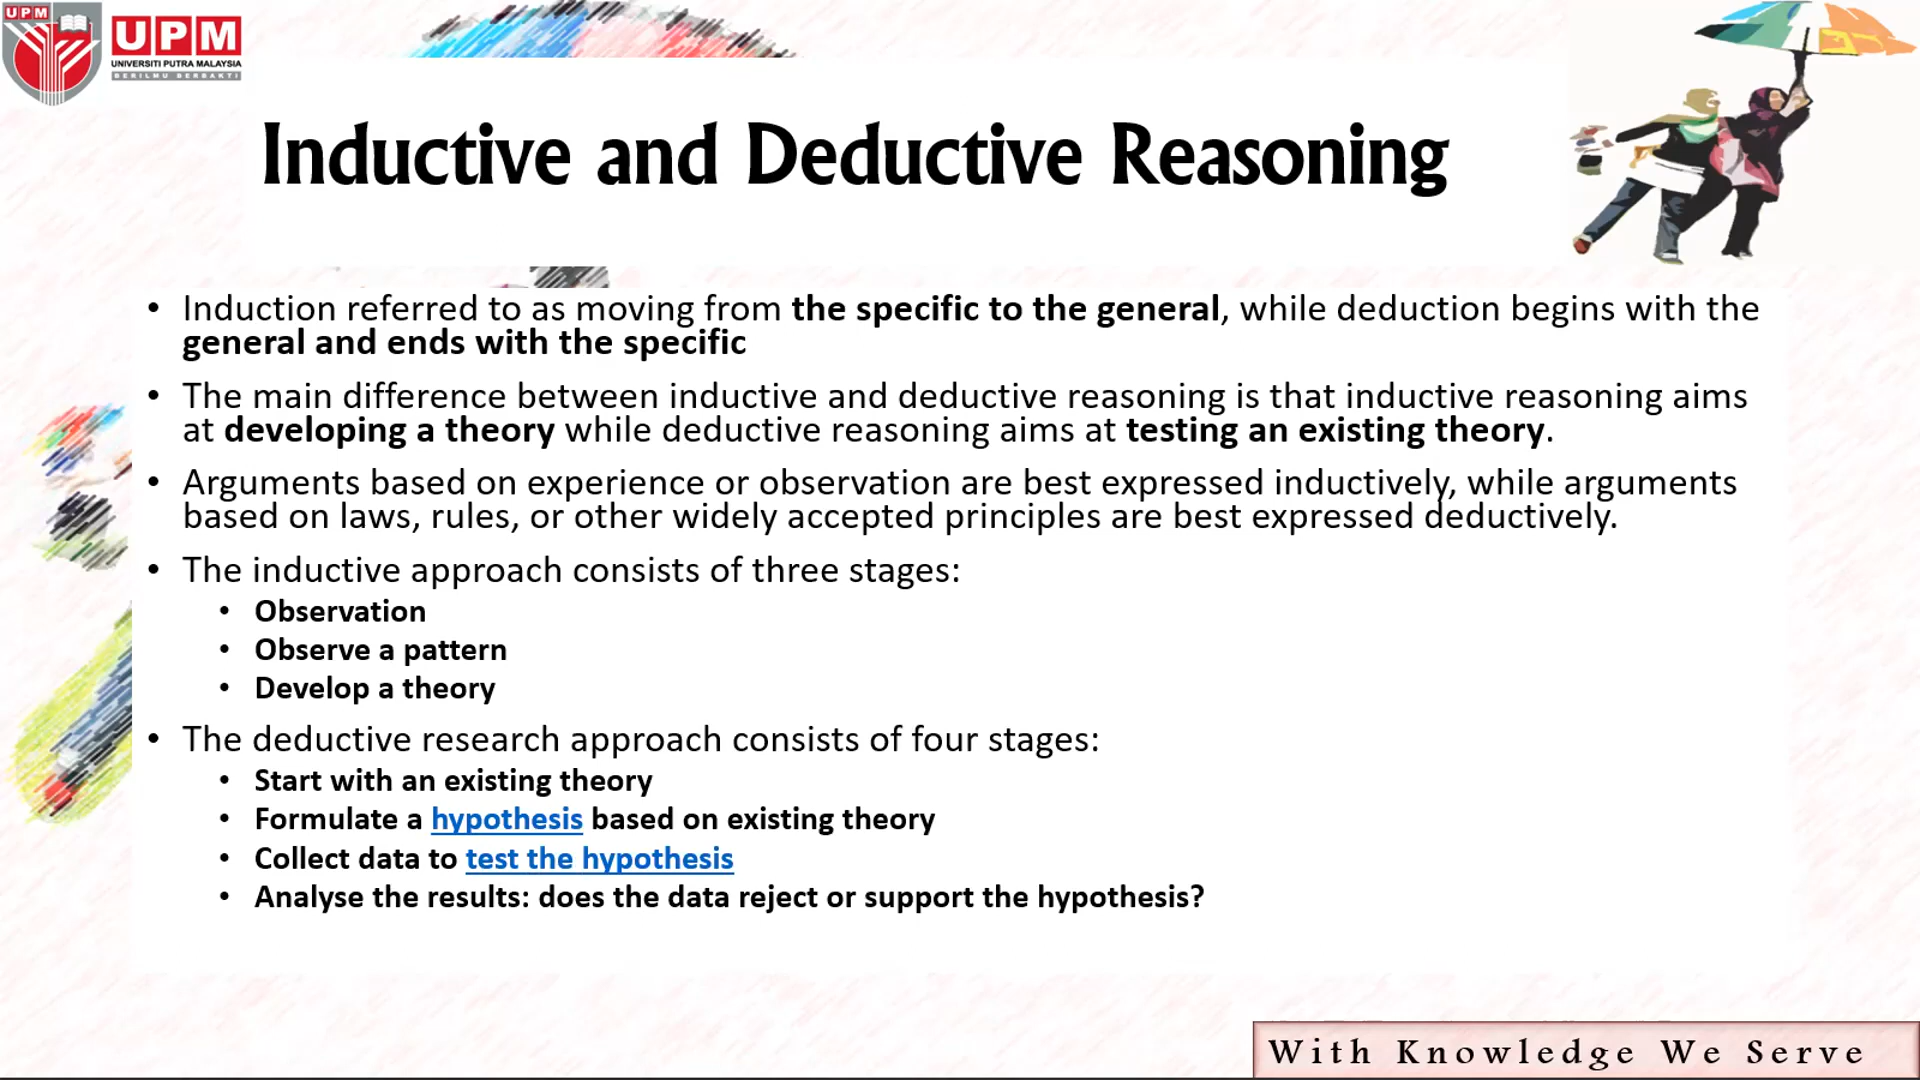 UPM
UPM
UNIVERSITI PUTRA MALAYSIA
BERILMU BERBAKTI
Inductive and Deductive Reasoning
• Induction referred to as moving from the specific to the general, while deduction begins with the
general and ends with the specific
• The main difference between inductive and deductive reasoning is that inductive reasoning aims
at developing a theory while deductive reasoning aims at testing an existing theory.
• Arguments based on experience or observation are best expressed inductively, while arguments
based on laws, rules, or other widely accepted principles are best expressed deductively.
• The inductive approach consists of three stages:
• Observation
• Observe a pattern
• Develop a theory
• The deductive research approach consists of four stages:
• Start with an existing theory
• Formulate a hypothesis based on existing theory
• Collect data to test the hypothesis
• Analyse the results: does the data reject or support the hypothesis?
With Knowledge We Serve